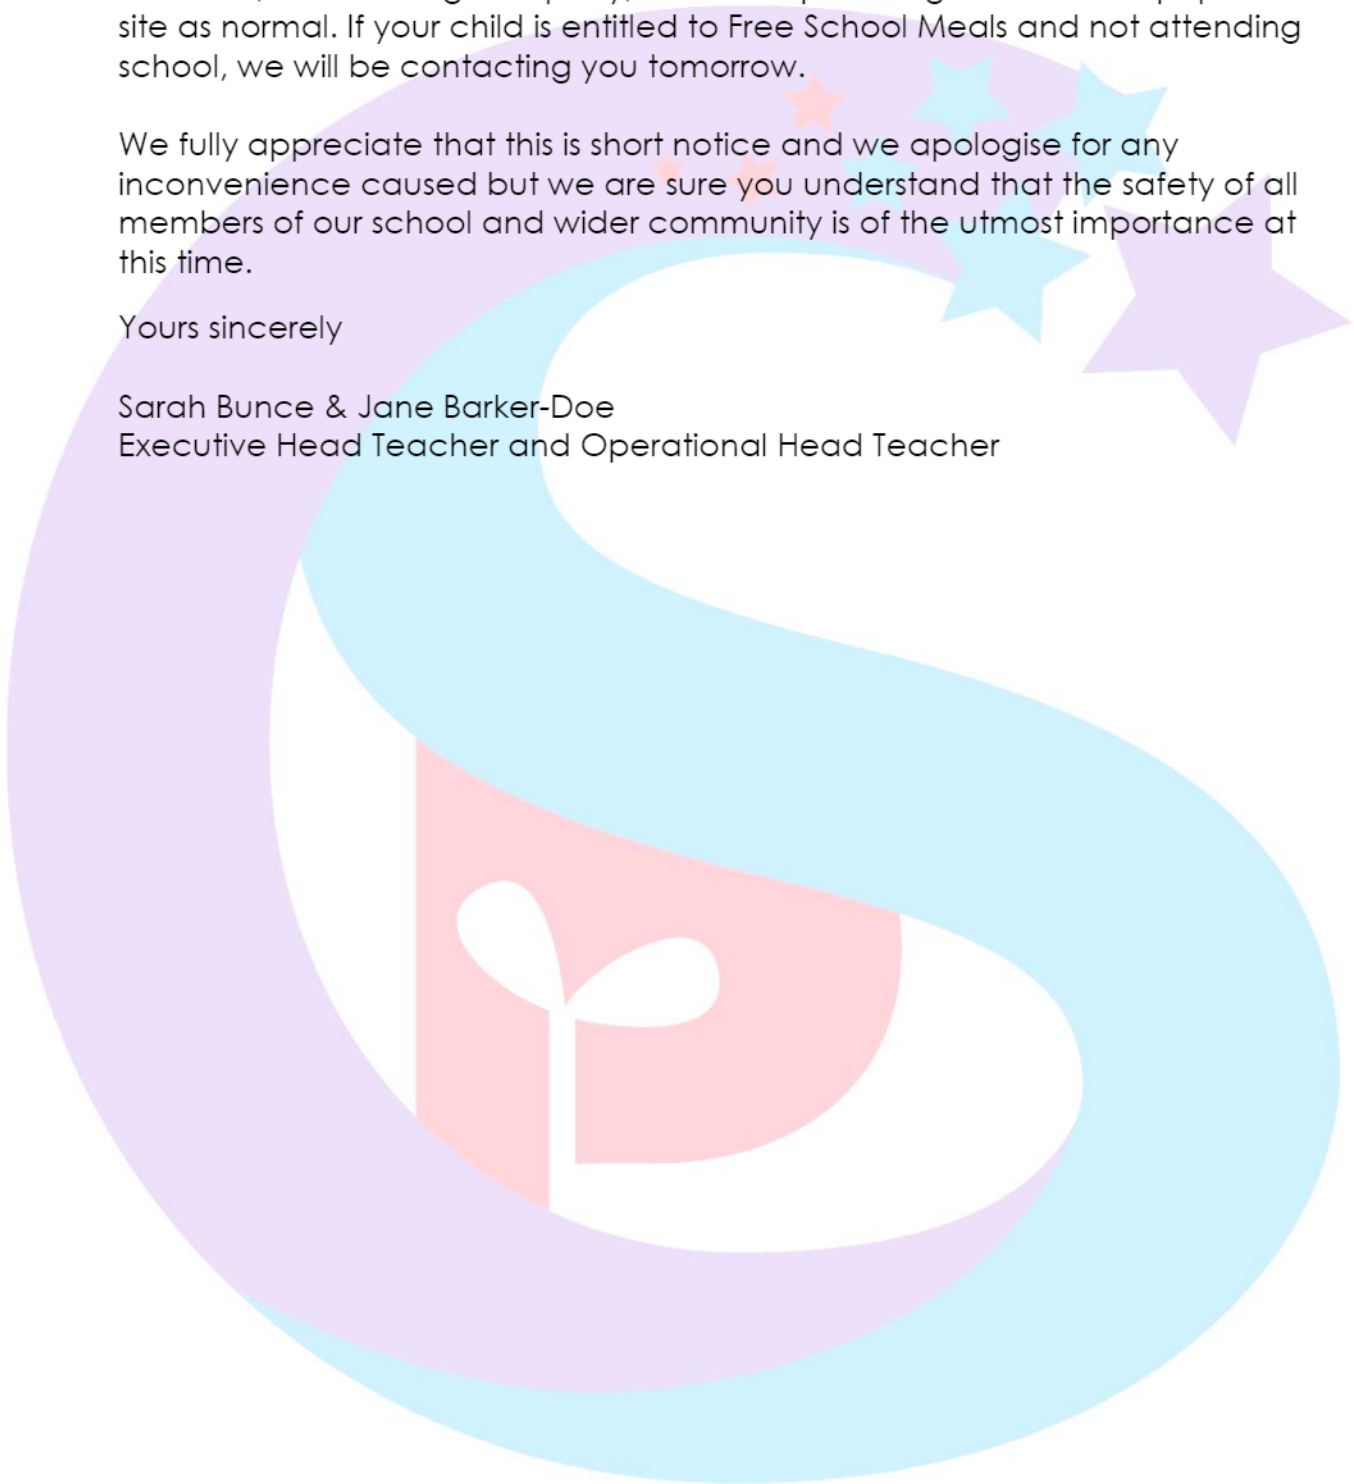 site as normal. If your child is entitled to Free School Meals and not attending
school, we will be contacting you tomorrow.
We fully appreciate that this is short notice and we apologise for any
inconvenience caused but we are sure you understand that the safety of all
members of our school and wider community is of the utmost importance at
this time.
Yours sincerely
Sarah Bunce & Jane Barker-Doe
Executive Head Teacher and Operational Head Teacher